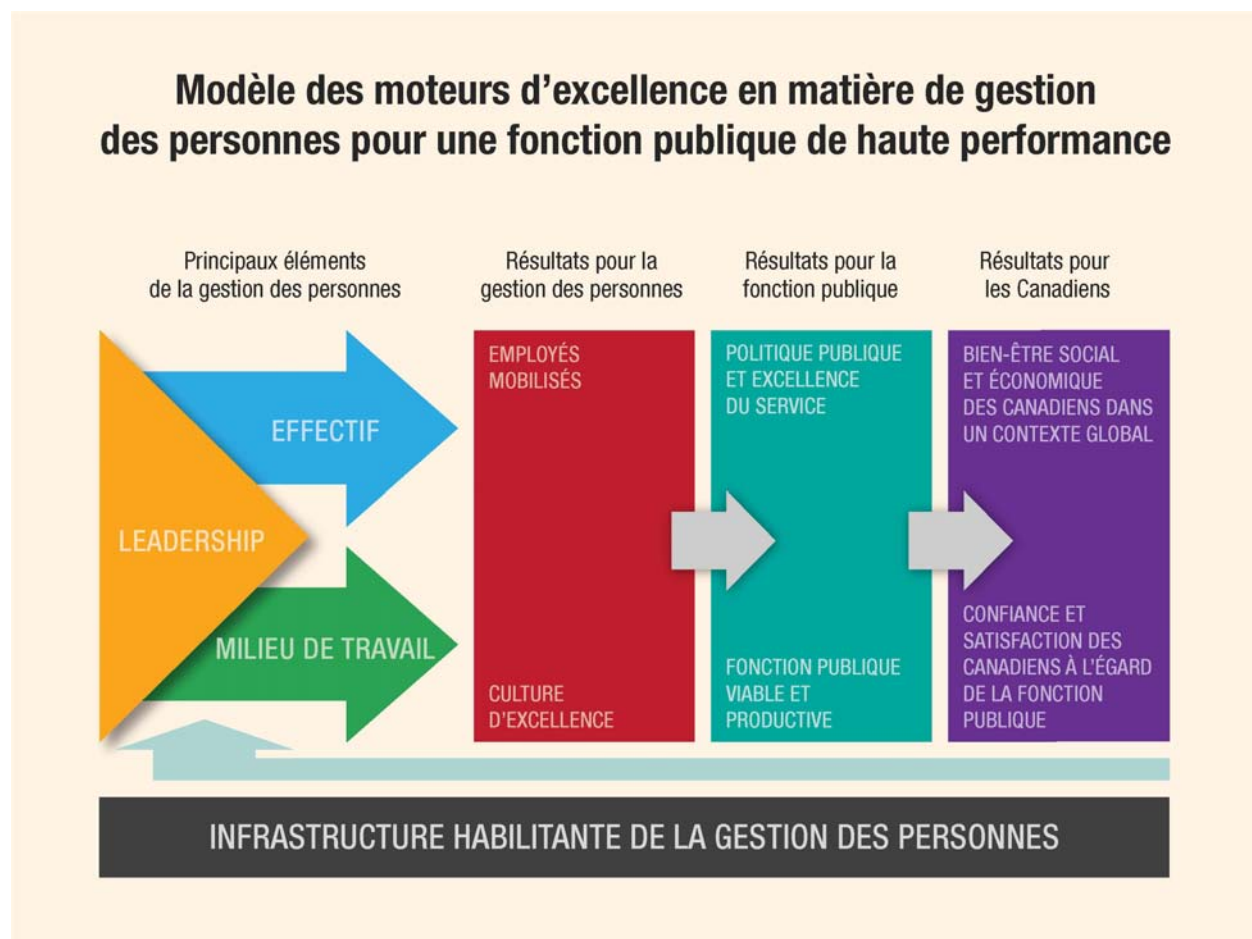 Modèle des moteurs d'excellence en matière de gestion
des personnes pour une fonction publique de haute performance
Principaux éléments
de la gestion des personnes
Résultats pour la
gestion des personnes
Résultats pour la
fonction publique
Résultats pour
les Canadiens
LEADERSHIP
EFFECTIF
MILIEU DE TRAVAIL
EMPLOYÉS
MOBILISÉS
CULTURE
D'EXCELLENCE
POLITIQUE PUBLIQUE
ET EXCELLENCE
DU SERVICE
FONCTION PUBLIQUE
VIABLE ET
PRODUCTIVE
BIEN-ÊTRE SOCIAL
ET ÉCONOMIQUE
DES CANADIENS DANS
UN CONTEXTE GLOBAL
CONFIANCE ET
SATISFACTION DES
CANADIENS À L'ÉGARD
DE LA FONCTION
PUBLIQUE
INFRASTRUCTURE HABILITANTE DE LA GESTION DES PERSONNES